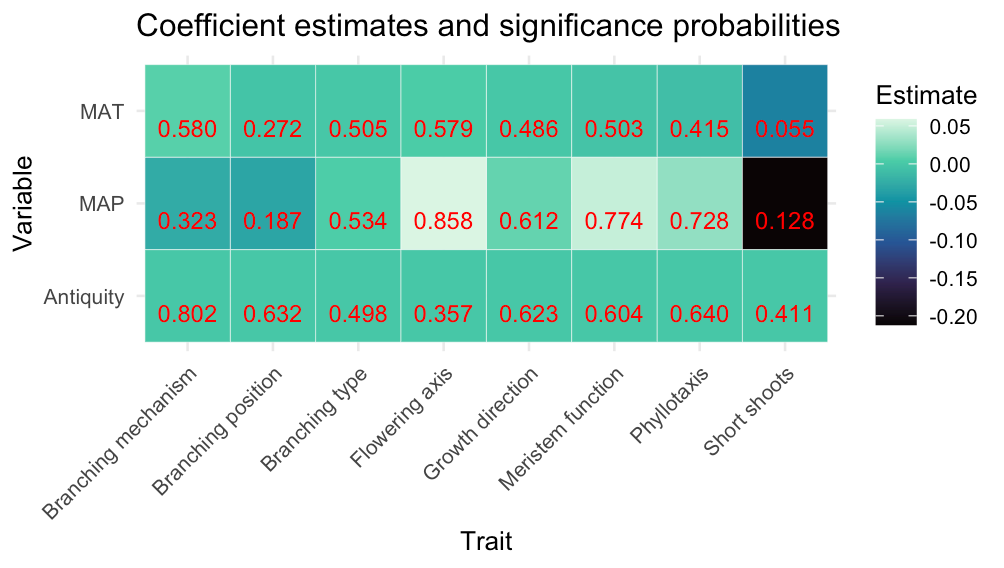 Coefficient estimates and significance probabilities
Variable
MAT
0.580 0.272 0.505 0.579 0.486 0.503 0.415 0.055
MAP
0.323 0.187 0.534 0.858 0.612 0.774 0.728 0.128
Antiquity
0.802 0.632 0.498 0.357 0.623 0.604 0.640 0.411
Branching mechanism
Branching position
Branching type
Flowering axis
Growth direction
Meristem function
Phyllotaxis
Short shoots
Trait
Estimate
0.05
0.00
-0.05
-0.10
-0.15
-0.20